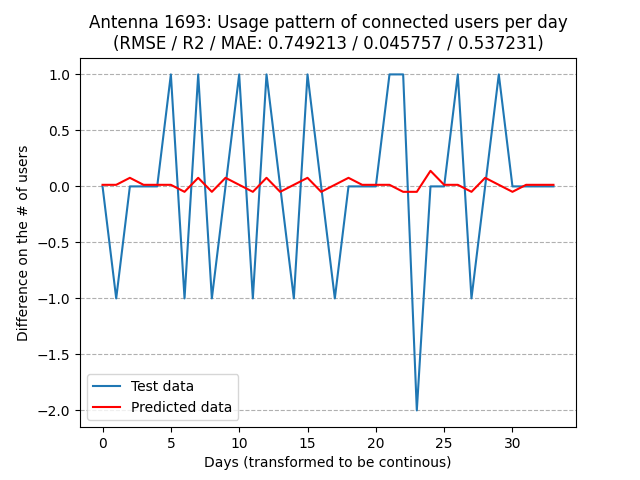 Antenna 1693: Usage pattern of connected users per day
(RMSE / R2 / MAE: 0.749213 / 0.045757 / 0.537231)
Difference on the # of users
1.0
0.5
0.0
−0.5
−1.0
−1.5
−2.0
Test data
Predicted data
0 5 10 15 20 25 30
Days (transformed to be continous)